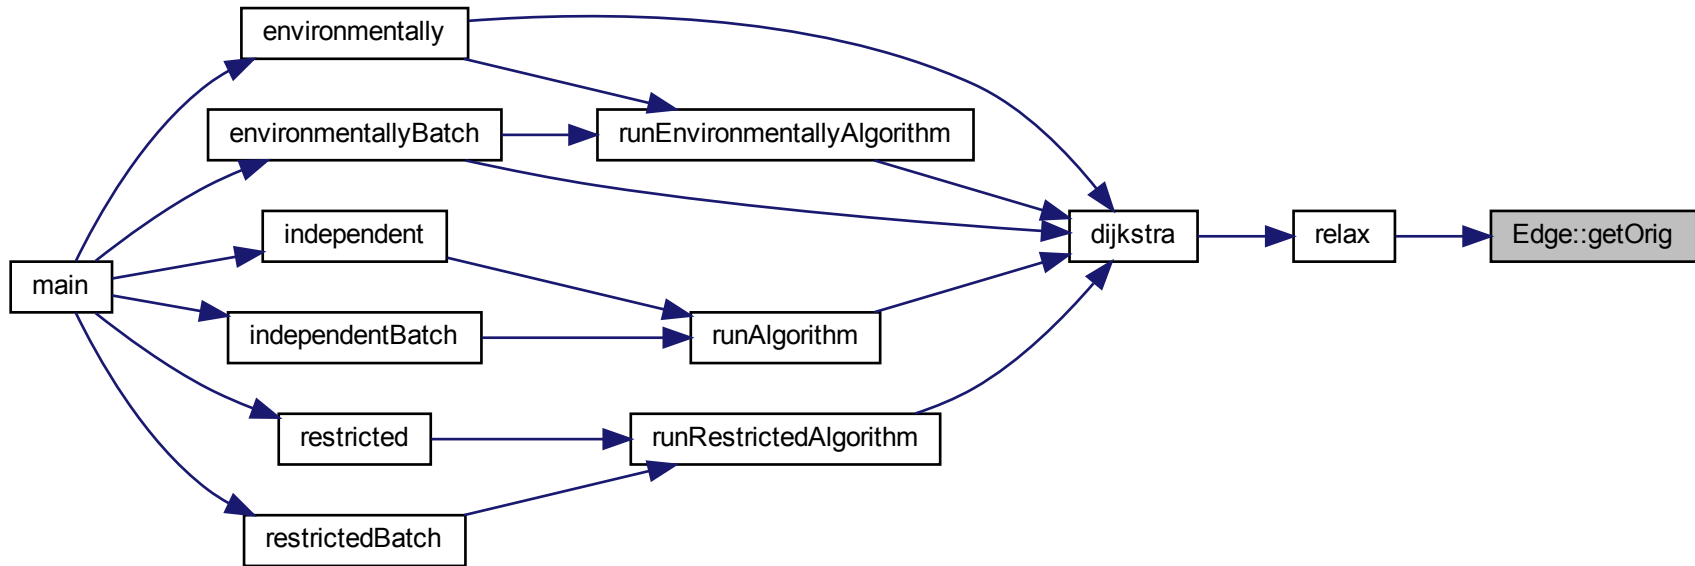 environmentally
environmentallyBatch
runEnvironmentallyAlgorithm
independent
dijkstra
relax
Edge::getOrig
main
independentBatch
runAlgorithm
restricted
runRestrictedAlgorithm
restrictedBatch